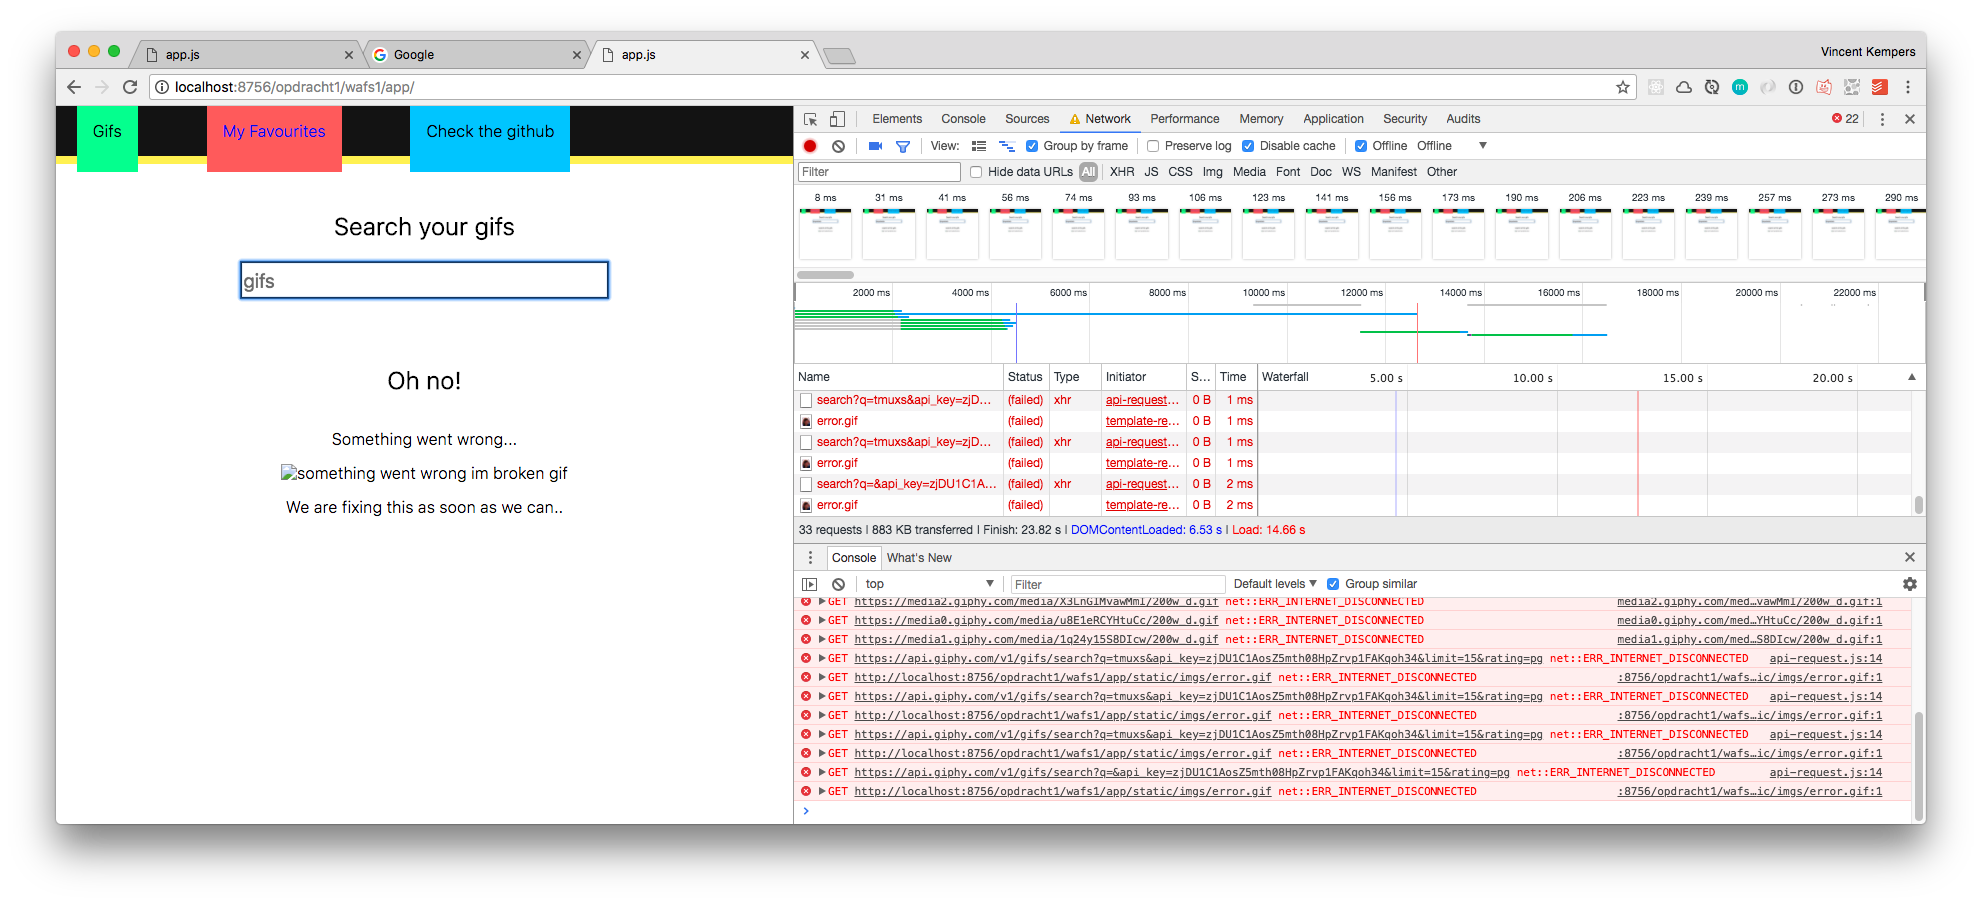 app.js
Google
app.js
Vincent Kempers
localhost:8756/opdracht1/wafs1/app/
Gifs
My Favourites
Check the github
Search your gifs
gifs
Oh no!
Something went wrong...
something went wrong im broken gif
We are fixing this as soon as we can..
Elements Console Sources Network Performance Memory Application Security Audits 22
View: Group by frame Preserve log Disable cache Offline Offline
Filter Hide data URLs All XHR JS CSS Img Media Font Doc WS Manifest Other
8 ms 31 ms 41 ms 56 ms 74 ms 93 ms 106 ms 123 ms 141 ms 156 ms 173 ms 190 ms 206 ms 223 ms 239 ms 257 ms 273 ms 290 ms
2000 ms 4000 ms 6000 ms 8000 ms 10000 ms 12000 ms 14000 ms 16000 ms 18000 ms 20000 ms 22000 ms
Name Status Type Initiator S... Time Waterfall 5.00 s 10.00 s 15.00 s 20.00 s
search?q=tmuxs&api_key=zjD... (failed) xhr api-request... 0 B 1 ms
error.gif (failed) template-re... 0 B 1 ms
search?q=tmuxs&api_key=zjD... (failed) xhr api-request... 0 B 1 ms
error.gif (failed) template-re... 0 B 1 ms
search?q=&api_key=zjDU1C1A... (failed) xhr api-request... 0 B 2 ms
error.gif (failed) template-re... 0 B 2 ms
33 requests | 883 KB transferred | Finish: 23.82 s | DOMContentLoaded: 6.53 s | Load: 14.66 s
Console What's New
top Filter Default levels Group similar
GET https://media2.giphy.com/media/X3LnGIMvawMmI/200w_d.gif net::ERR_INTERNET_DISCONNECTED media2.giphy.com/med…vawMmI/200w_d.gif:1
GET https://media0.giphy.com/media/u8E1eRCYHtuCc/200w_d.gif net::ERR_INTERNET_DISCONNECTED media0.giphy.com/med…YHtuCc/200w_d.gif:1
GET https://media1.giphy.com/media/1q24y15S8DIcw/200w_d.gif net::ERR_INTERNET_DISCONNECTED media1.giphy.com/med…S8DIcw/200w_d.gif:1
GET https://api.giphy.com/v1/gifs/search?q=tmuxs&api_key=zjDU1C1AosZ5mth08HpZrvp1FAKqoh34&limit=15&rating=pg net::ERR_INTERNET_DISCONNECTED api-request.js:14
GET http://localhost:8756/opdracht1/wafs1/app/static/imgs/error.gif net::ERR_INTERNET_DISCONNECTED :8756/opdracht1/wafs…ic/imgs/error.gif:1
GET https://api.giphy.com/v1/gifs/search?q=tmuxs&api_key=zjDU1C1AosZ5mth08HpZrvp1FAKqoh34&limit=15&rating=pg net::ERR_INTERNET_DISCONNECTED api-request.js:14
GET http://localhost:8756/opdracht1/wafs1/app/static/imgs/error.gif net::ERR_INTERNET_DISCONNECTED :8756/opdracht1/wafs…ic/imgs/error.gif:1
GET https://api.giphy.com/v1/gifs/search?q=tmuxs&api_key=zjDU1C1AosZ5mth08HpZrvp1FAKqoh34&limit=15&rating=pg net::ERR_INTERNET_DISCONNECTED api-request.js:14
GET http://localhost:8756/opdracht1/wafs1/app/static/imgs/error.gif net::ERR_INTERNET_DISCONNECTED :8756/opdracht1/wafs…ic/imgs/error.gif:1
GET https://api.giphy.com/v1/gifs/search?q=&api_key=zjDU1C1AosZ5mth08HpZrvp1FAKqoh34&limit=15&rating=pg net::ERR_INTERNET_DISCONNECTED api-request.js:14
GET http://localhost:8756/opdracht1/wafs1/app/static/imgs/error.gif net::ERR_INTERNET_DISCONNECTED :8756/opdracht1/wafs…ic/imgs/error.gif:1